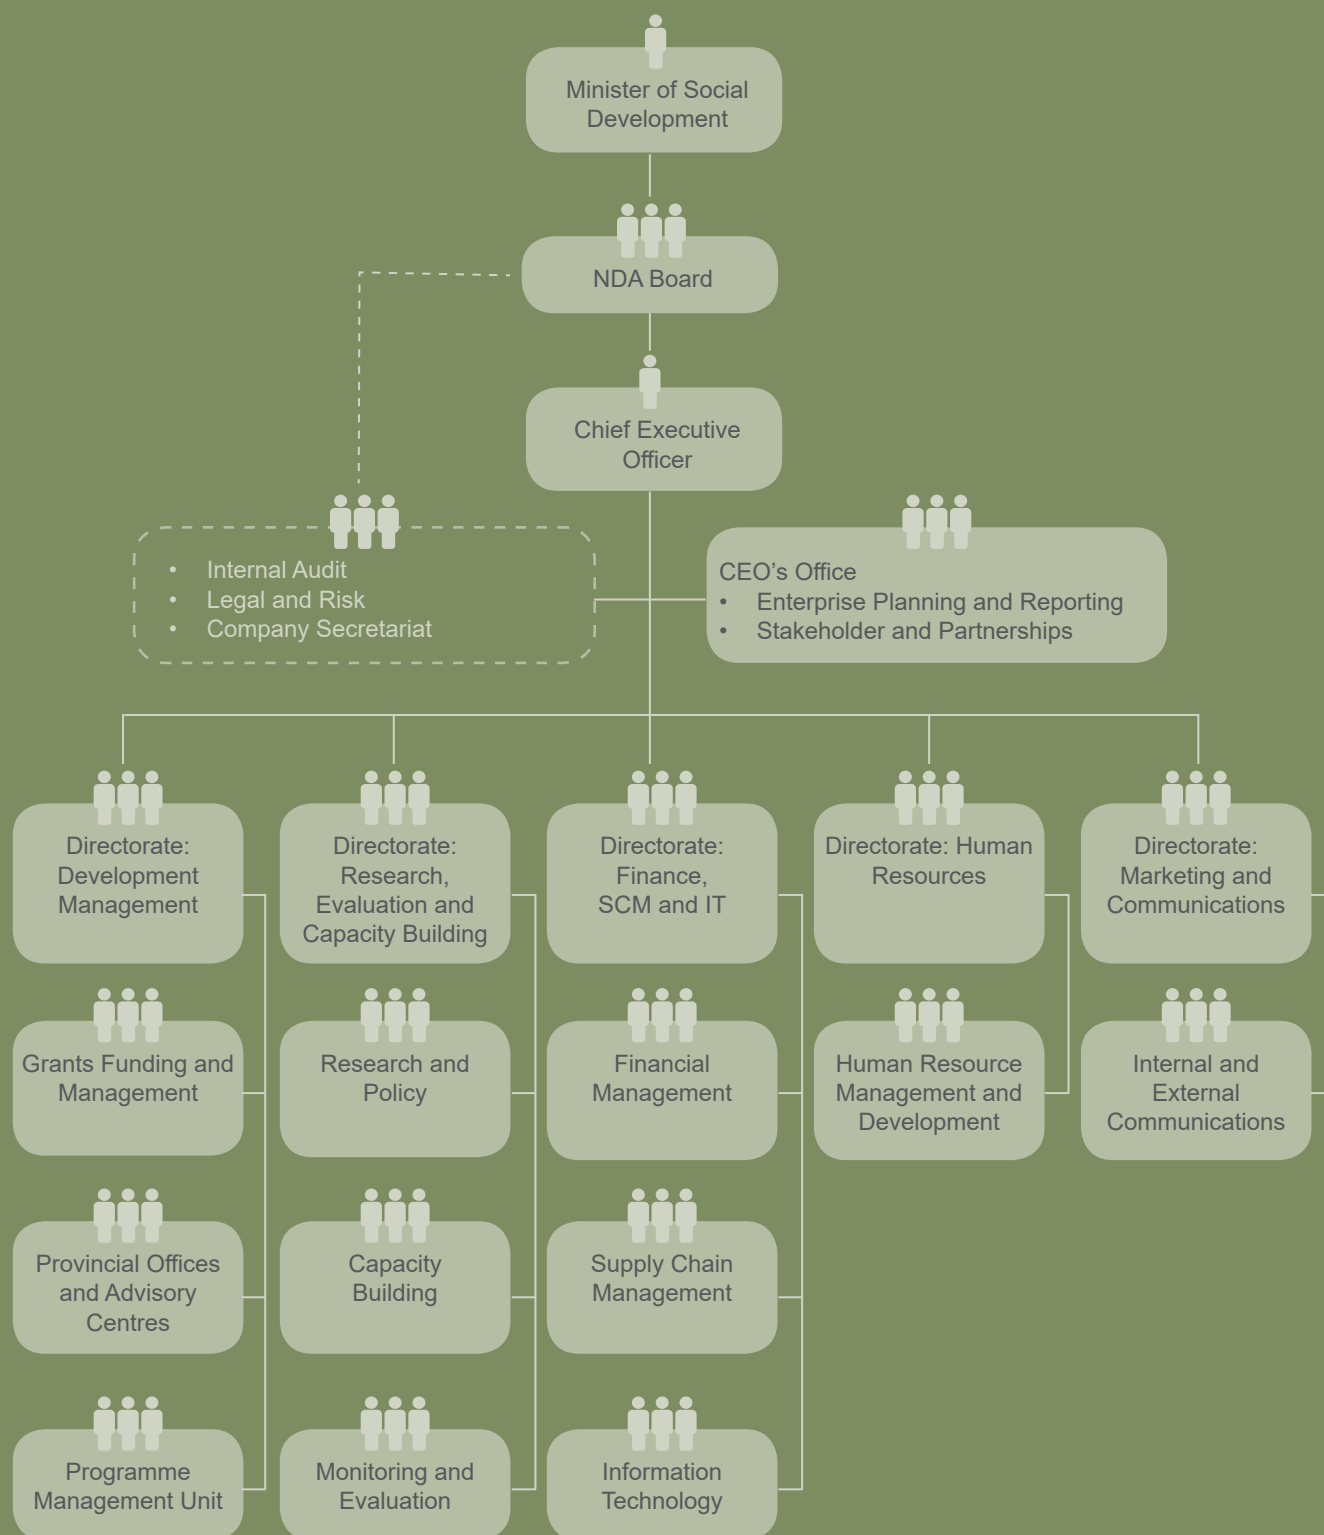 Minister of Social
Development
NDA Board
Chief Executive
Officer
• Internal Audit
• Legal and Risk
• Company Secretariat
CEO’s Office
• Enterprise Planning and Reporting
• Stakeholder and Partnerships
Directorate:
Development
Management
Directorate:
Research,
Evaluation and
Capacity Building
Directorate:
Finance,
SCM and IT
Directorate: Human
Resources
Directorate:
Marketing and
Communications
Grants Funding and
Management
Research and
Policy
Financial
Management
Human Resource
Management and
Development
Internal and
External
Communications
Provincial Offices
and Advisory
Centres
Capacity
Building
Supply Chain
Management
Programme
Management Unit
Monitoring and
Evaluation
Information
Technology